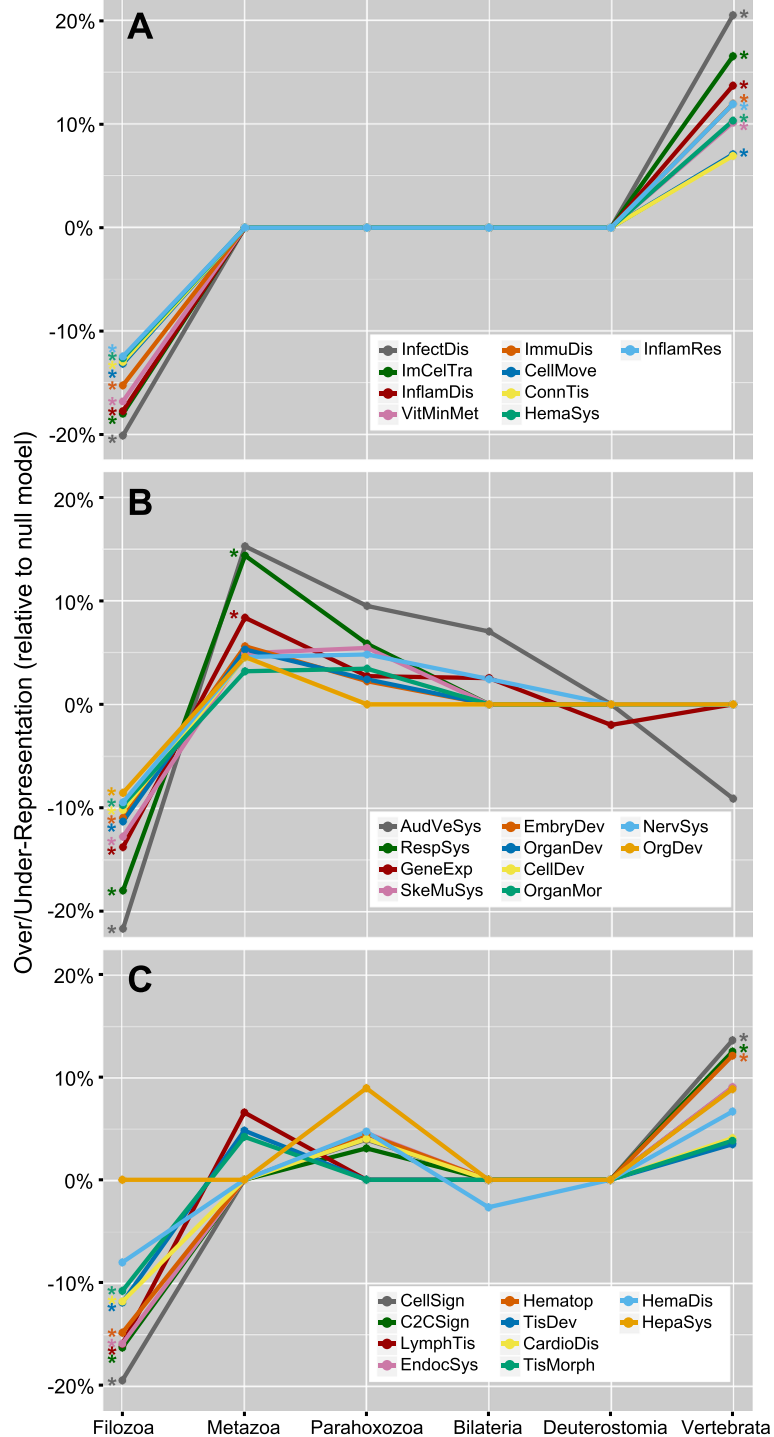 Over/Under-Representation (relative to null model)
A
20%
10%
0%
-10%
-20%
InfectDis ImmuDis InflamRes
ImCelTra CellMove
InflamDis ConnTis
VitMinMet HemaSys
B
20%
10%
0%
-10%
-20%
AudVeSys EmbryDev NervSys
RespSys OrganDev OrgDev
GeneExp CellDev
SkeMuSys OrganMor
C
20%
10%
0%
-10%
-20%
CellSign Hematop HemaDis
C2CSign TisDev HepaSys
LymphTis CardioDis
EndocSys TisMorph
Filozoa Metazoa Parahoxozoa Bilateria Deuterostomia Vertebrata